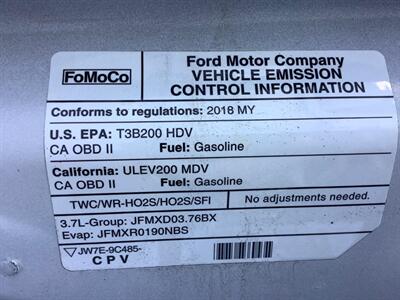 FoMoCo
Ford Motor Company
VEHICLE EMISSION
CONTROL INFORMATION
Conforms to regulations: 2018 MY
U.S. EPA: T3B200 HDV
CA OBD II Fuel: Gasoline
California: ULEV200 MDV
CA OBD II Fuel: Gasoline
TWC/WR-HO2S/HO2S/SFI No adjustments needed.
3.7L-Group: JFMXD03.76BX
Evap: JFMXR0190NBS
JW7E-9C485-
C P V